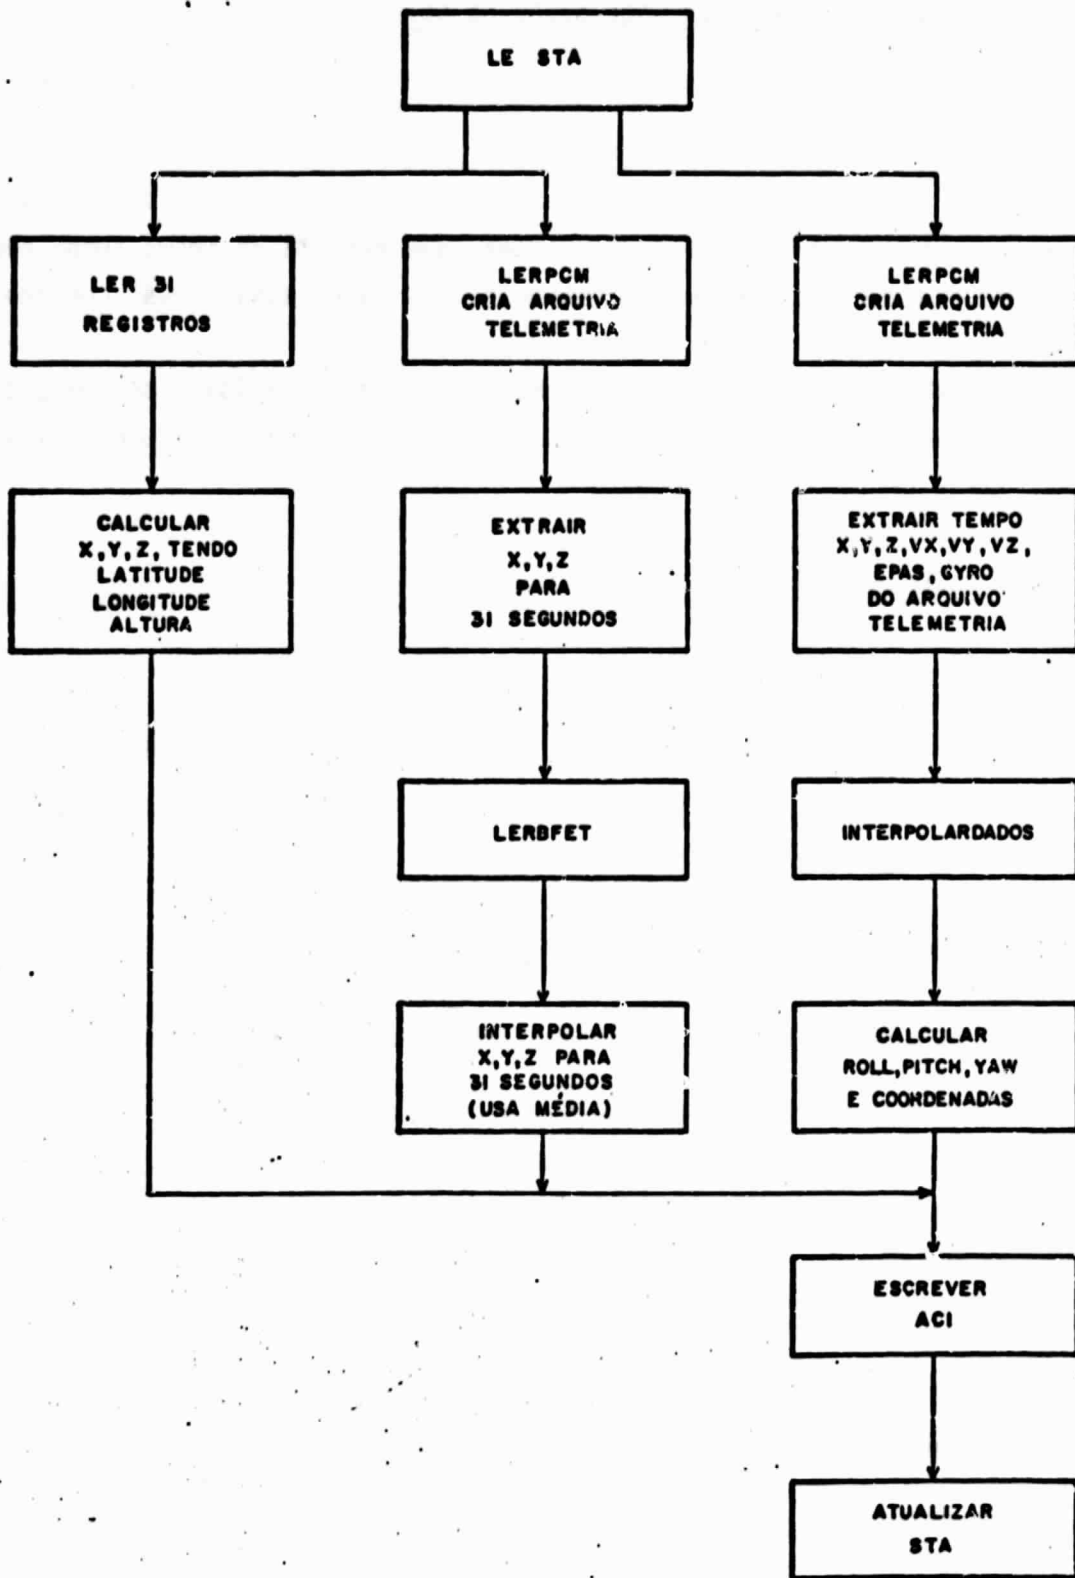 LE STA
LER 31
REGISTROS
LERPCM
CRIA ARQUIVO
TELEMETRIA
LERPCM
CRIA ARQUIVO
TELEMETRIA
CALCULAR
X,Y,Z, TENDO
LATITUDE
LONGITUDE
ALTURA
EXTRAIR
X,Y,Z
PARA
31 SEGUNDOS
EXTRAIR TEMPO
X,Y,Z,VX,VY,VZ,
EPAS,GYRO
DO ARQUIVO
TELEMETRIA
LERBFET
INTERPOLARDADOS
INTERPOLAR
X,Y,Z PARA
31 SEGUNDOS
(USA MÉDIA)
CALCULAR
ROLL,PITCH,YAW
E COORDENADAS
ESCREVER
ACI
ATUALIZAR
STA